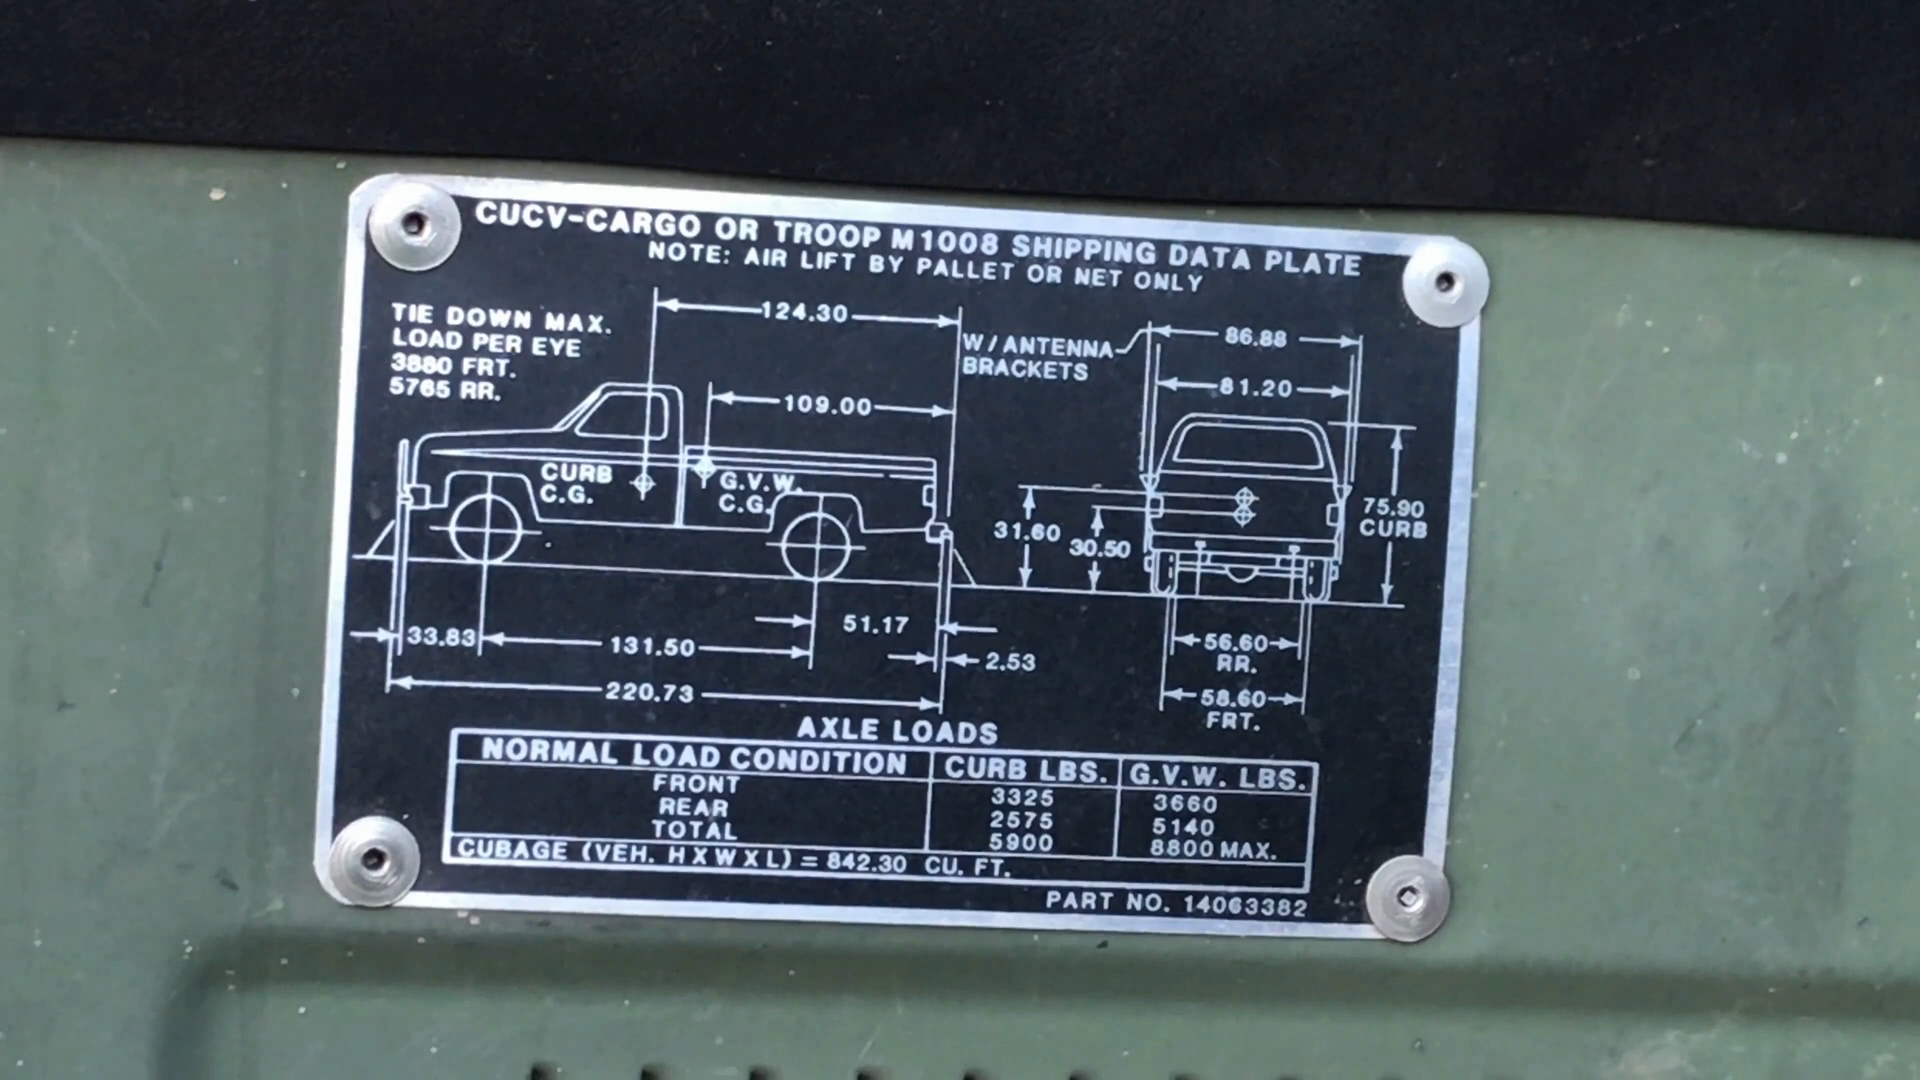 CUCV-CARGO OR TROOP M1008 SHIPPING DATA PLATE
NOTE: AIR LIFT BY PALLET OR NET ONLY
TIE DOWN MAX.
LOAD PER EYE
3880 FRT.
5765 RR.
124.30
109.00
CURB
C.G.
G.V.W.
C.G.
W/ANTENNA
BRACKETS
86.88
81.20
31.60
30.50
75.90
CURB
33.83
131.50
51.17
2.53
220.73
56.60
RR.
58.60
FRT.
AXLE LOADS
NORMAL LOAD CONDITION CURB LBS. G.V.W. LBS.
FRONT 3325 3660
REAR 2575 5140
TOTAL 5900 8800 MAX.
CUBAGE (VEH. H X W X L) = 842.30 CU. FT.
PART NO. 14063382